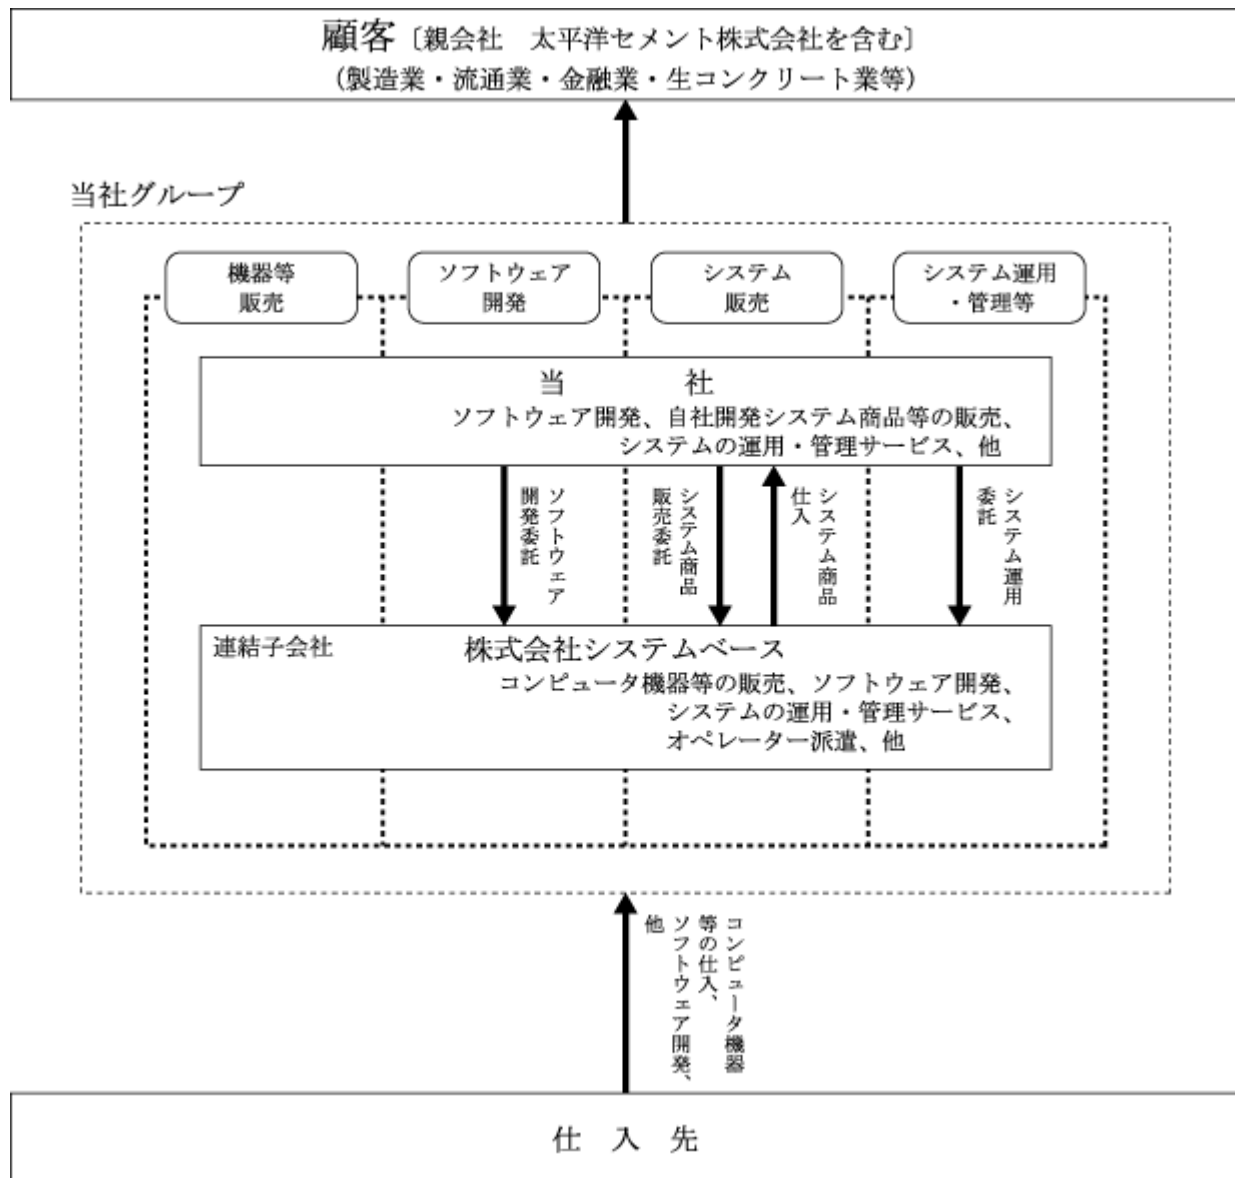 顧客〔親会社　太平洋セメント株式会社を含む〕
（製造業・流通業・金融業・生コンクリート業等）
当社グループ
機器等
販売
ソフトウェア
開発
システム
販売
システム運用
・管理等
当　　　社
ソフトウェア開発、自社開発システム商品等の販売、
システムの運用・管理サービス、他
ソフトウェア
開発委託
システム商品
販売委託
システム商品
仕入
システム運用
委託
連結子会社
株式会社システムベース
コンピュータ機器等の販売、ソフトウェア開発、
システムの運用・管理サービス、
オペレーター派遣、他
コンピュータ機器
等の仕入、
ソフトウェア開発、
他
仕　入　先